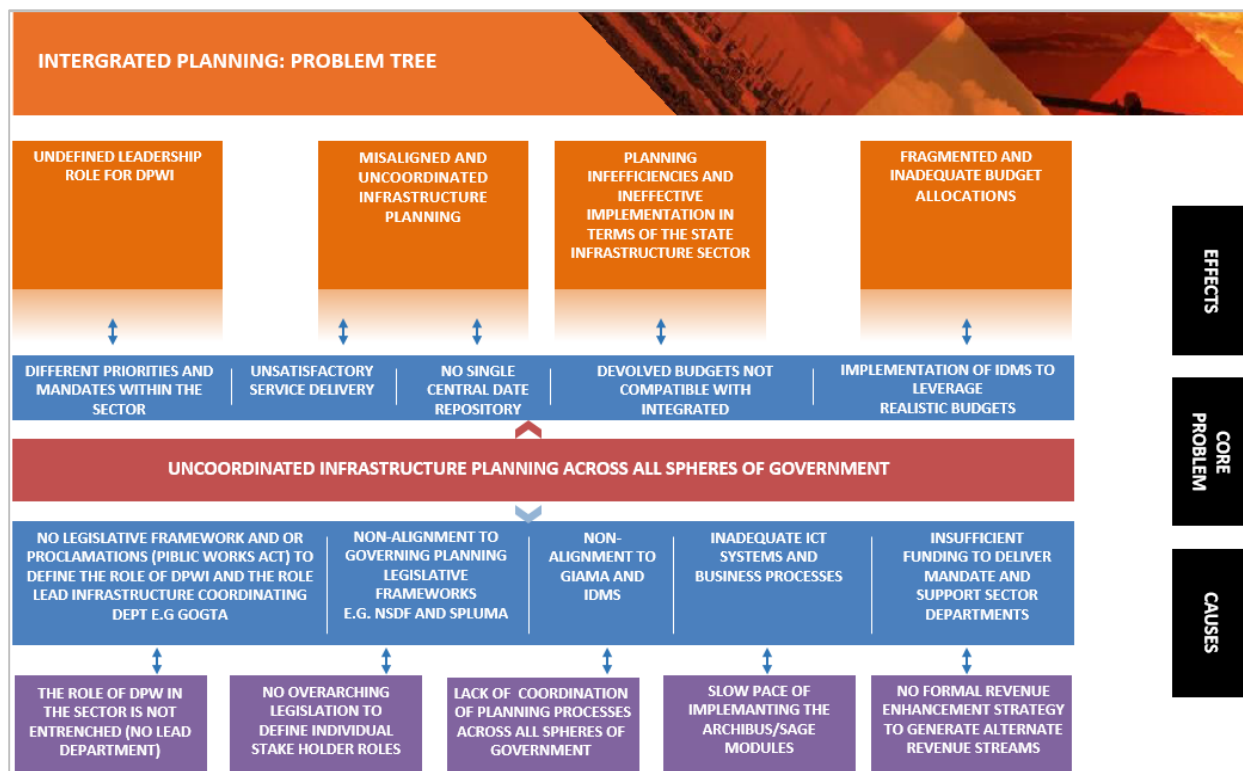 INTERGRATED PLANNING: PROBLEM TREE
UNDEFINED LEADERSHIP
ROLE FOR DPWI
MISALIGNED AND
UNCOORDINATED
INFRASTRUCTURE
PLANNING
PLANNING
INFEFFICIENCIES AND
INEFFECTIVE
IMPLEMENTATION IN
TERMS OF THE STATE
INFRASTRUCTURE SECTOR
FRAGMENTED AND
INADEQUATE BUDGET
ALLOCATIONS
EFFECTS
DIFFERENT PRIORITIES AND
MANDATES WITHIN THE
SECTOR
UNSATISFACTORY
SERVICE DELIVERY
NO SINGLE
CENTRAL DATE
REPOSITORY
DEVOLVED BUDGETS NOT
COMPATIBLE WITH
INTEGRATED
IMPLEMENTATION OF IDMS TO
LEVERAGE
REALISTIC BUDGETS
UNCOORDINATED INFRASTRUCTURE PLANNING ACROSS ALL SPHERES OF GOVERNMENT
CORE
PROBLEM
NO LEGISLATIVE FRAMEWORK AND OR
PROCLAMATIONS (PIBLIC WORKS ACT) TO
DEFINE THE ROLE OF DPWI AND THE ROLE
LEAD INFRASTRUCTURE COORDINATING
DEPT E.G GOGTA
NON-ALIGNMENT TO
GOVERNING PLANNING
LEGISLATIVE
FRAMEWORKS
E.G. NSDF AND SPLUMA
NON-
ALIGNMENT TO
GIAMA AND
IDMS
INADEQUATE ICT
SYSTEMS AND
BUSINESS PROCESSES
INSUFFICIENT
FUNDING TO DELIVER
MANDATE AND
SUPPORT SECTOR
DEPARTMENTS
CAUSES
THE ROLE OF DPW IN
THE SECTOR IS NOT
ENTRENCHED (NO LEAD
DEPARTMENT)
NO OVERARCHING
LEGISLATION TO
DEFINE INDIVIDUAL
STAKE HOLDER ROLES
LACK OF COORDINATION
OF PLANNING PROCESSES
ACROSS ALL SPHERES OF
GOVERNMENT
SLOW PACE OF
IMPLEMANTING THE
ARCHIBUS/SAGE
MODULES
NO FORMAL REVENUE
ENHANCEMENT STRATEGY
TO GENERATE ALTERNATE
REVENUE STREAMS